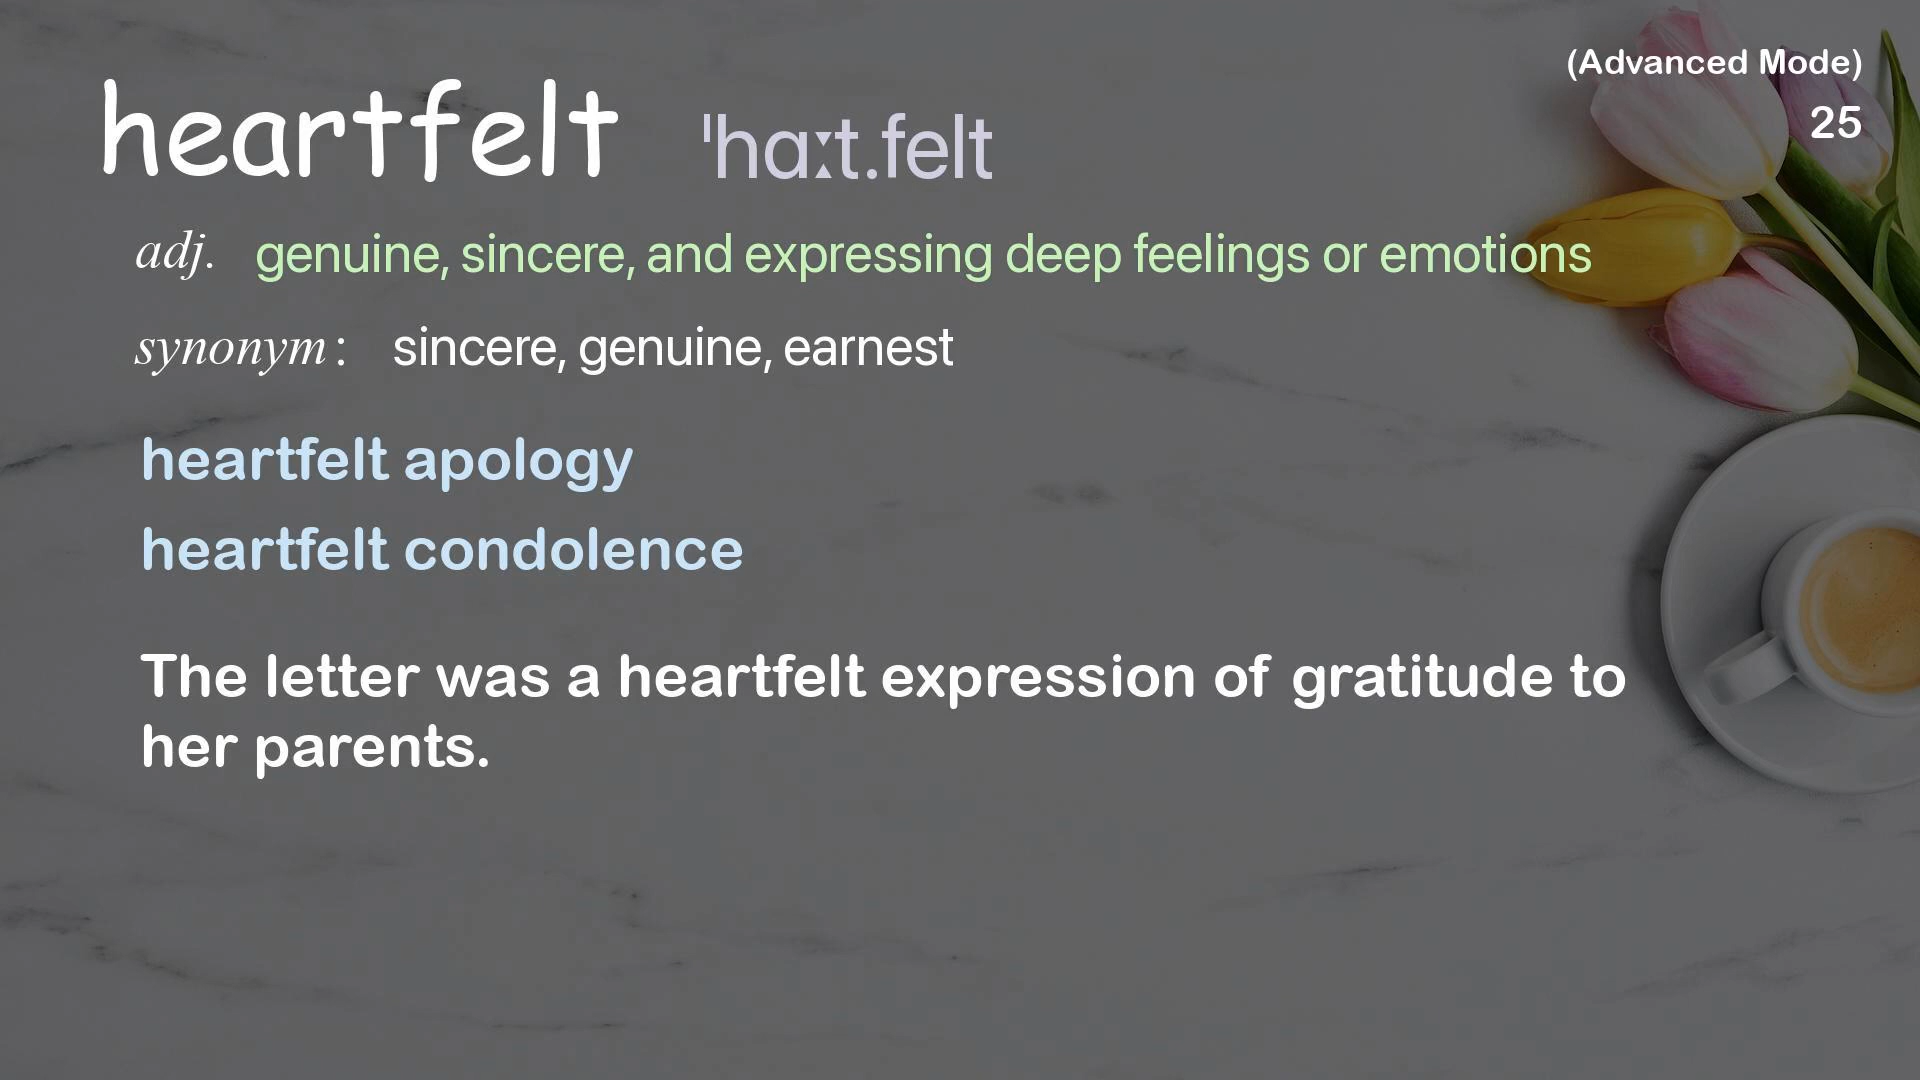 (Advanced Mode)
25
heartfelt ˈhɑːt.felt
adj. genuine, sincere, and expressing deep feelings or emotions
synonym: sincere, genuine, earnest
heartfelt apology
heartfelt condolence
The letter was a heartfelt expression of gratitude to
her parents.